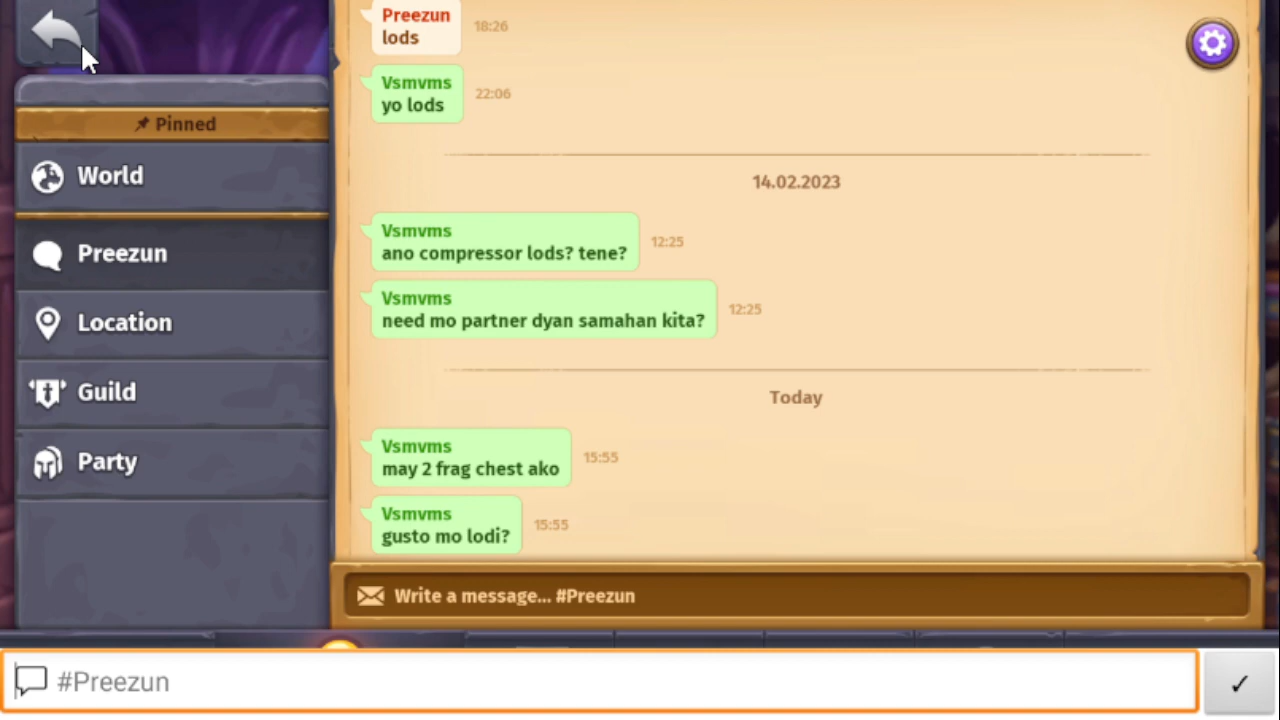 Pinned
World
Preezun
Location
Guild
Party
Preezun
lods
18:26
Vsmvms
yo lods
22:06
14.02.2023
Vsmvms
ano compressor lods? tene?
12:25
Vsmvms
need mo partner dyan samahan kita?
12:25
Today
Vsmvms
may 2 frag chest ako
15:55
Vsmvms
gusto mo lodi?
15:55
Write a message... #Preezun
#Preezun